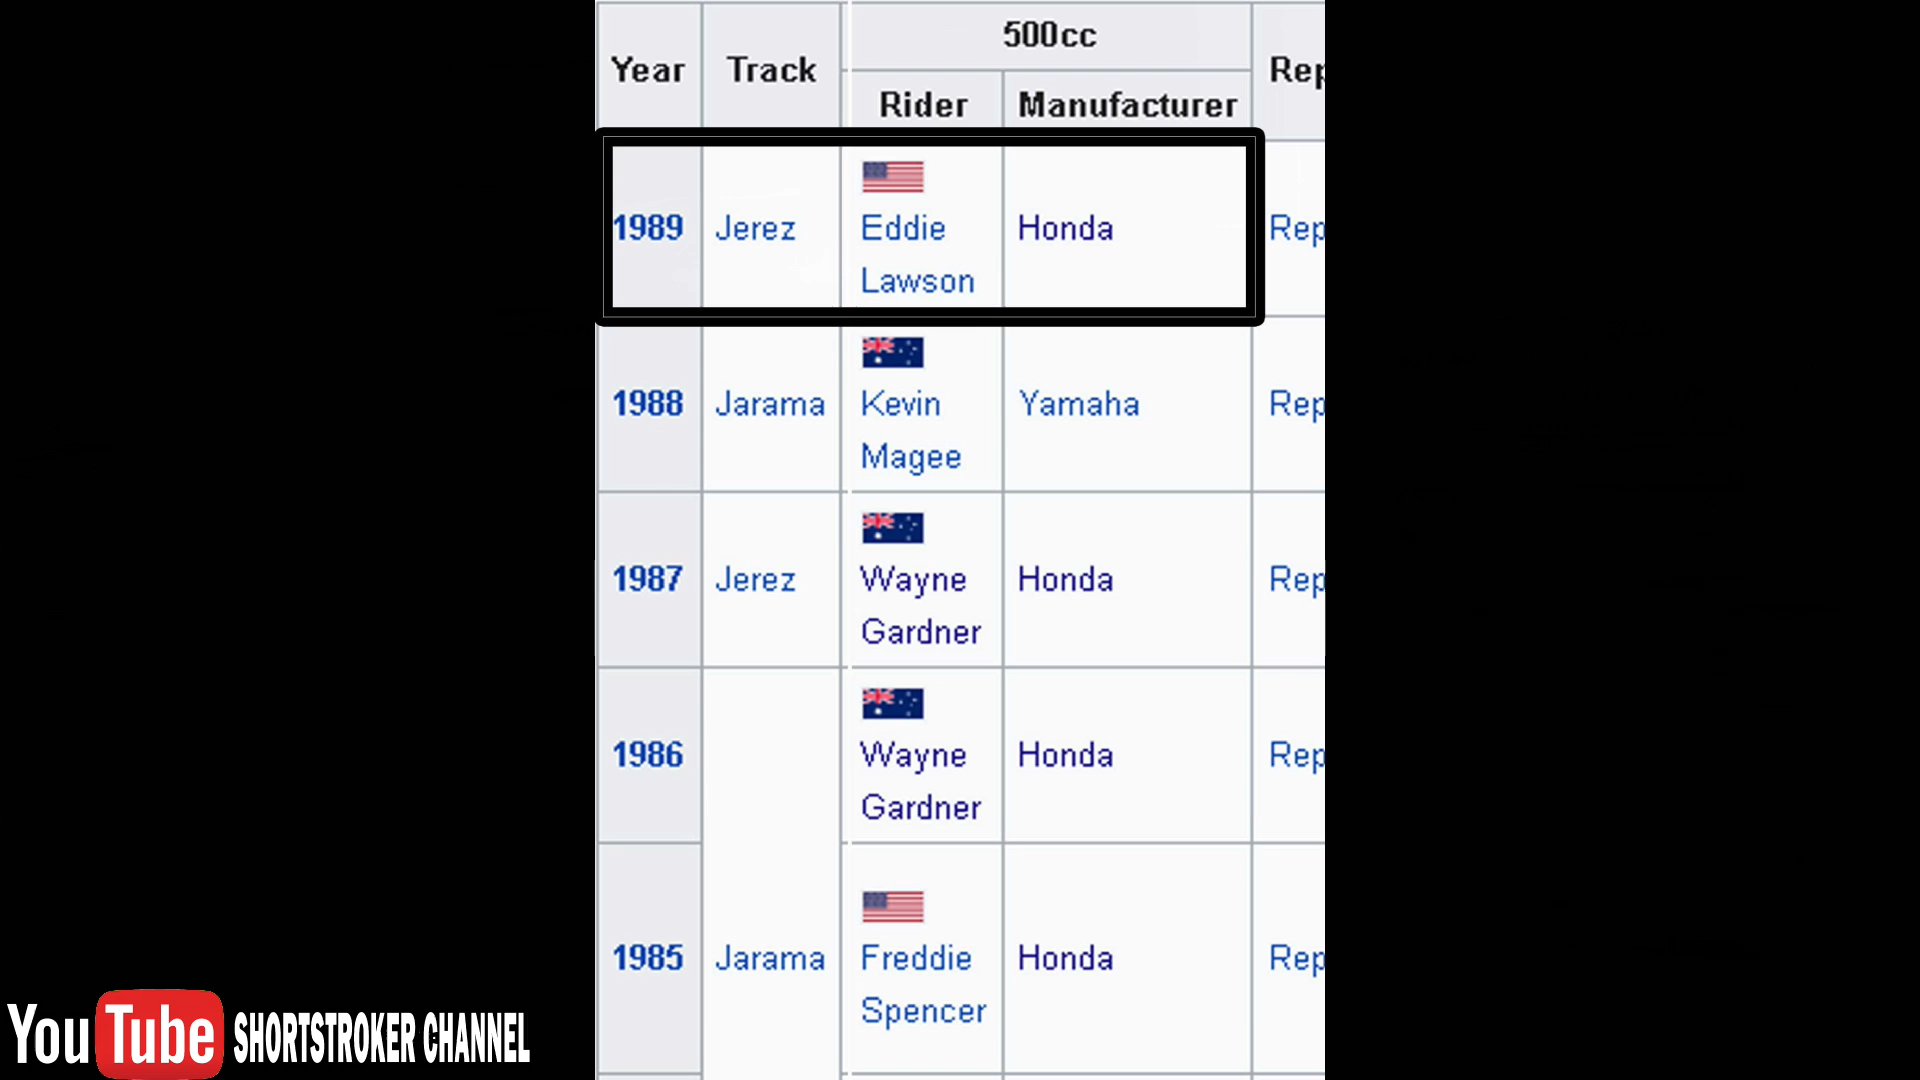 500cc
Year Track Rep
Rider Manufacturer
1989 Jerez Eddie Lawson Honda Rep
1988 Jarama Kevin Magee Yamaha Rep
1987 Jerez Wayne Gardner Honda Rep
1986 Wayne Gardner Honda Rep
1985 Jarama Freddie Spencer Honda Rep
YouTube SHORTSTROKER CHANNEL